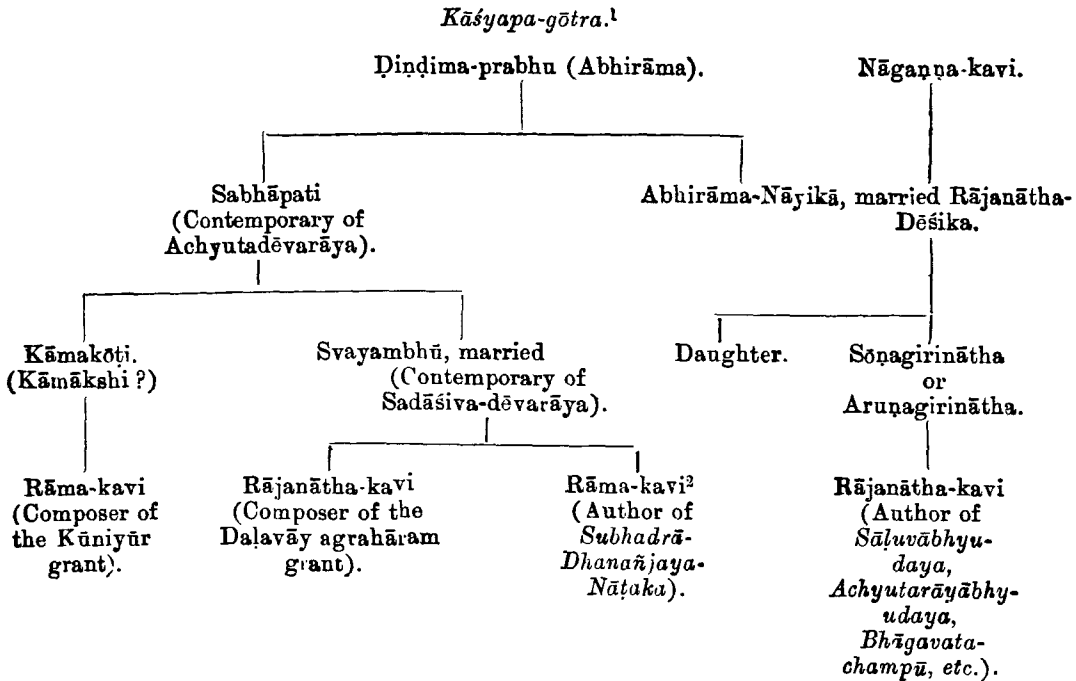 Kāśyapa-gōtra.¹
Ḍiṇḍima-prabhu (Abhirāma). Nāgaṇṇa-kavi.
Sabhāpati
(Contemporary of
Achyutadēvarāya).
Abhirāma-Nāyikā, married Rājanātha-
Dēśika.
Kāmakōṭi.
(Kāmākshi ?)
Svayambhū, married
(Contemporary of
Sadāśiva-dēvarāya).
Daughter.
Sōṇagirinātha
or
Aruṇagirinātha.
Rāma-kavi
(Composer of
the Kūniyūr
grant).
Rājanātha-kavi
(Composer of the
Daḷavāy agrahāram
grant).
Rāma-kavi²
(Author of
Subhadrā-
Dhanañjaya-
Nāṭaka).
Rājanātha-kavi
(Author of
Sāḷuvābhyu-
daya,
Achyutarāyābhy-
udaya,
Bhāgavata-
champū, etc.).